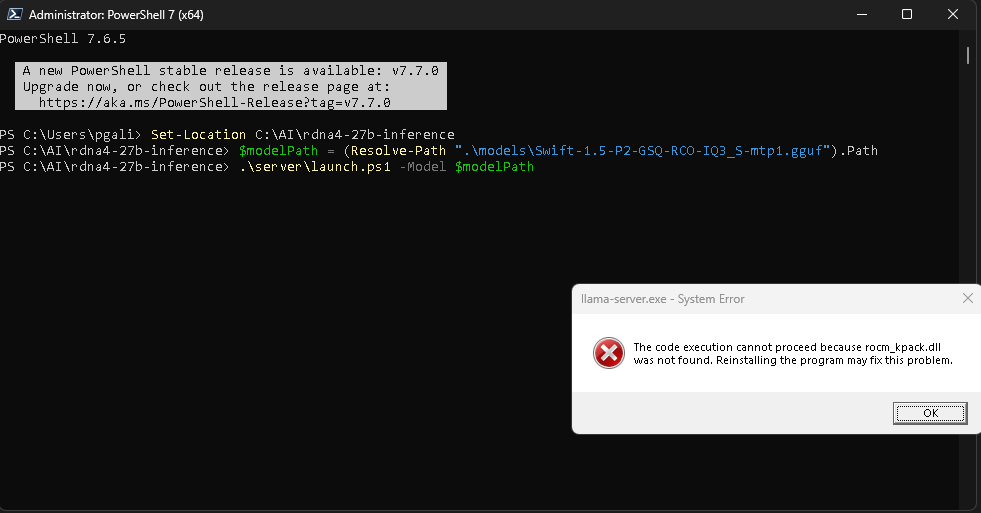 Administrator: PowerShell 7 (x64)
PowerShell 7.6.5
A new PowerShell stable release is available: v7.7.0
Upgrade now, or check out the release page at:
https://aka.ms/PowerShell-Release?tag=v7.7.0
PS C:\Users\pgali> Set-Location C:\AI\rdna4-27b-inference
PS C:\AI\rdna4-27b-inference> $modelPath = (Resolve-Path ".\models\Swift-1.5-P2-GSQ-RCO-IQ3_S-mtp1.gguf").Path
PS C:\AI\rdna4-27b-inference> .\server\launch.ps1 -Model $modelPath
llama-server.exe - System Error
The code execution cannot proceed because rocm_kpack.dll
was not found. Reinstalling the program may fix this problem.
OK